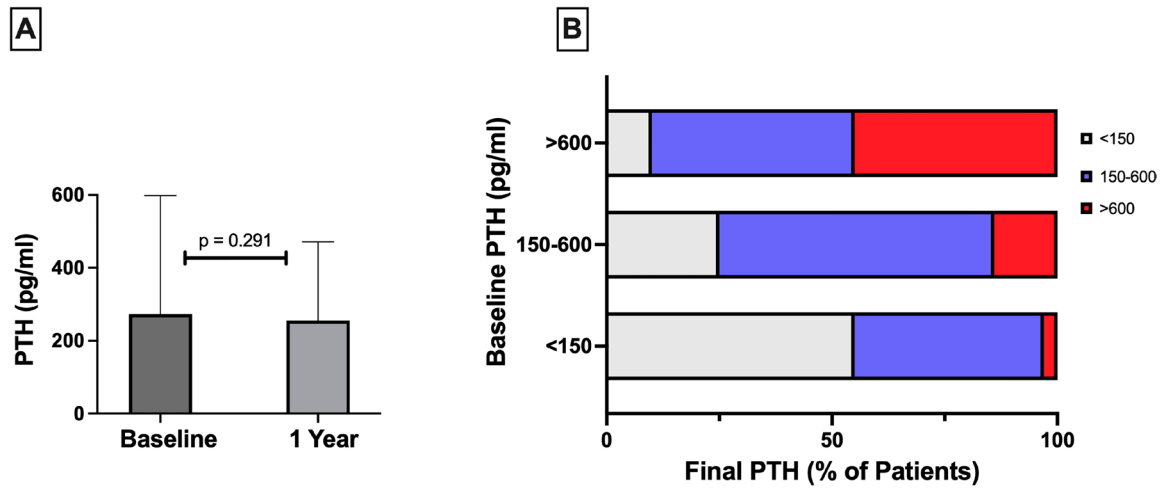 A
PTH (pg/ml)
600
400
200
0
p = 0.291
Baseline
1 Year
B
Baseline PTH (pg/ml)
>600
150-600
<150
0
50
100
Final PTH (% of Patients)
<150
150-600
>600